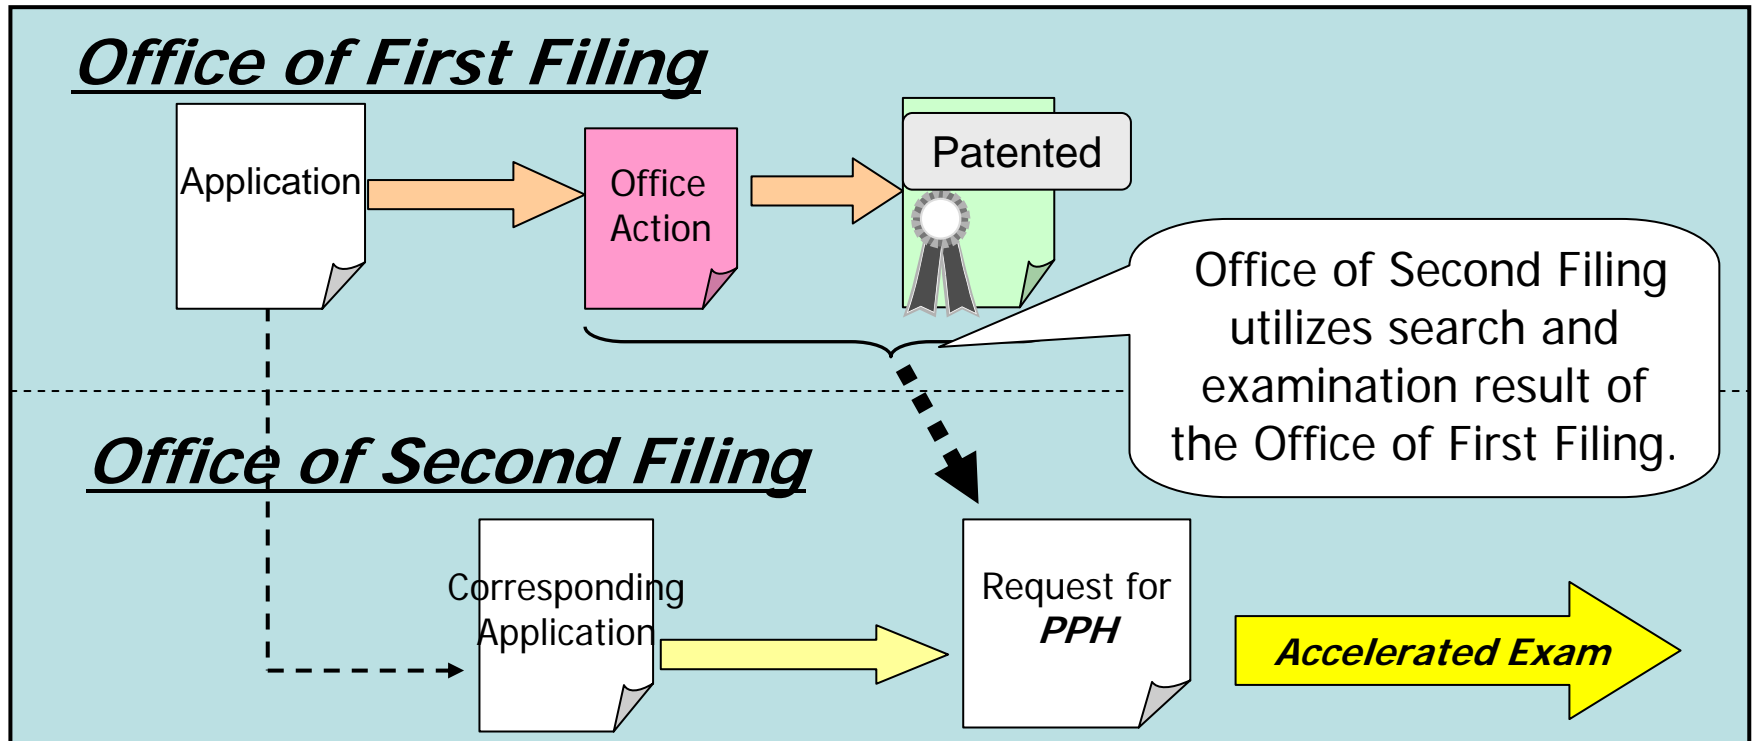 Office of First Filing
Application
Office
Action
Patented
Office of Second Filing
utilizes search and
examination result of
the Office of First Filing.
Office of Second Filing
Corresponding
Application
Request for
PPH
Accelerated Exam